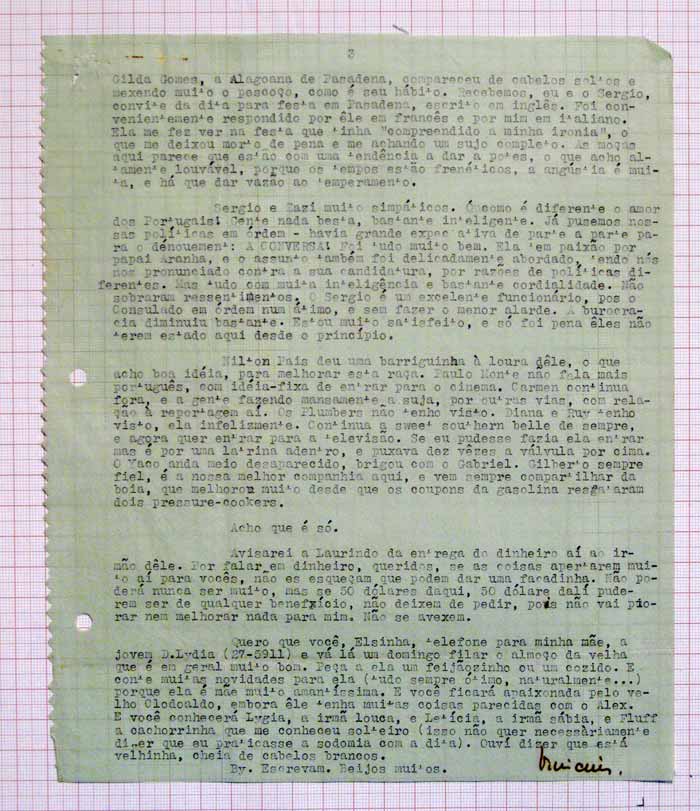 3
Gilda Gomes, a Alagoana de Pasadena, compareceu de cabelos soltos e
mexendo muito o pescoço, como é seu hábito. Recebemos, eu e o Sergio,
convite da dita para festa em Pasadena, escrito em inglês. Foi con-
venientemente respondido por êle em francês e por mim em italiano.
Ela me fez ver na festa que tinha "compreendido a minha ironia", o
que me deixou morto de pena e me achando um sujo completo. As moças
aqui parece que estão com uma tendência a dar a potes, o que acho al-
tamente louvável, porque os tempos estão frenéticos, a angústia é mui-
ta, e há que dar vazão ao temperamento.
Sergio e Zazi muito simpáticos. Ócomo é diferente o amor
dos Portugais! Gente nada besta, bastante inteligente. Já pusemos nos-
sas políticas em ordem - havia grande expectativa de parte a parte pa-
ra o dénouement: A CONVERSA! Foi tudo muito bem. Ela tem paixão por
papai Aranha, e o assunto também foi delicadamente abordado, tendo nós
nos pronunciado contra a sua candidatura, por razões de políticas di-
ferentes. Mas tudo com muita inteligência e bastante cordialidade. Não
sobraram ressentimentos. O Sergio é um excelente funcionário, pos o
Consulado em órdem num átimo, e sem fazer o menor alarde. A burocra-
cia diminuiu bastante. Estou muito satisfeito, e só foi pena êles não
terem estado aqui desde o princípio.
Nilton Pais deu uma barriguinha à loura dêle, o que
acho boa idéia, para melhorar esta raça. Paulo Monte não fala mais
português, com idéia-fixa de entrar para o cinema. Carmen continua
fora, e a gente fazendo mansamente a suja, por outras vias, com rela-
ção à reportagem aí. Os Plumbers não tenho visto. Diana e Ruy tenho
visto, ela infelizmente. Continua a sweet southern belle de sempre,
e agora quer entrar para a televisão. Se eu pudesse fazia ela entrar
mas é por uma latrina adentro, e puxava dez vêzes a válvula por cima.
O Yaco anda meio desaparecido, brigou com o Gabriel. Gilberto sempre
fiel, é a nossa melhor companhia aqui, e vem sempre compartilhar da
boia, que melhorou muito desde que os coupons da gasolina resgataram
dois pressure-cookers.
Acho que é só.
Avisarei a Laurindo da entrega do dinheiro aí ao ir-
mão dêle. Por falar em dinheiro, queridos, se as coisas apertarem mui-
to aí para vocês, não es esqueçam que podem dar uma facadinha. Não po-
derá nunca ser muito, mas se 50 dólares daqui, 50 dólares dalí pude-
rem ser de qualquer benefxício, não deixem de pedir, pois não vai pio-
rar nem melhorar nada para mim. Não se avexem.
Quero que você, Elsinha, telefone para minha mãe, a
jovem D.Lydia (27-5911) e vá lá um domingo filar o almoço da velha
que é em geral muito bom. Peça a ela um feijãozinho ou um cozido. E
conte muitas novidades para ela (tudo sempre ótimo, naturalmente...)
porque ela é mãe muito amantíssima. E você ficará apaixonada pelo ve-
lho Clodoaldo, embora êle tenha muitas coisas parecidas com o Alex.
E você conhecerá Lygia, a irmã louca, e Letícia, a irmã sábia, e Fluff
a cachorrinha que me conheceu solteiro (isso não quer necessàriamente
dizer que eu praticasse a sodomia com a dita). Ouví dizer que está
velhinha, cheia de cabelos brancos.
By. Escrevam. Beijos muitos.
Vinicius.